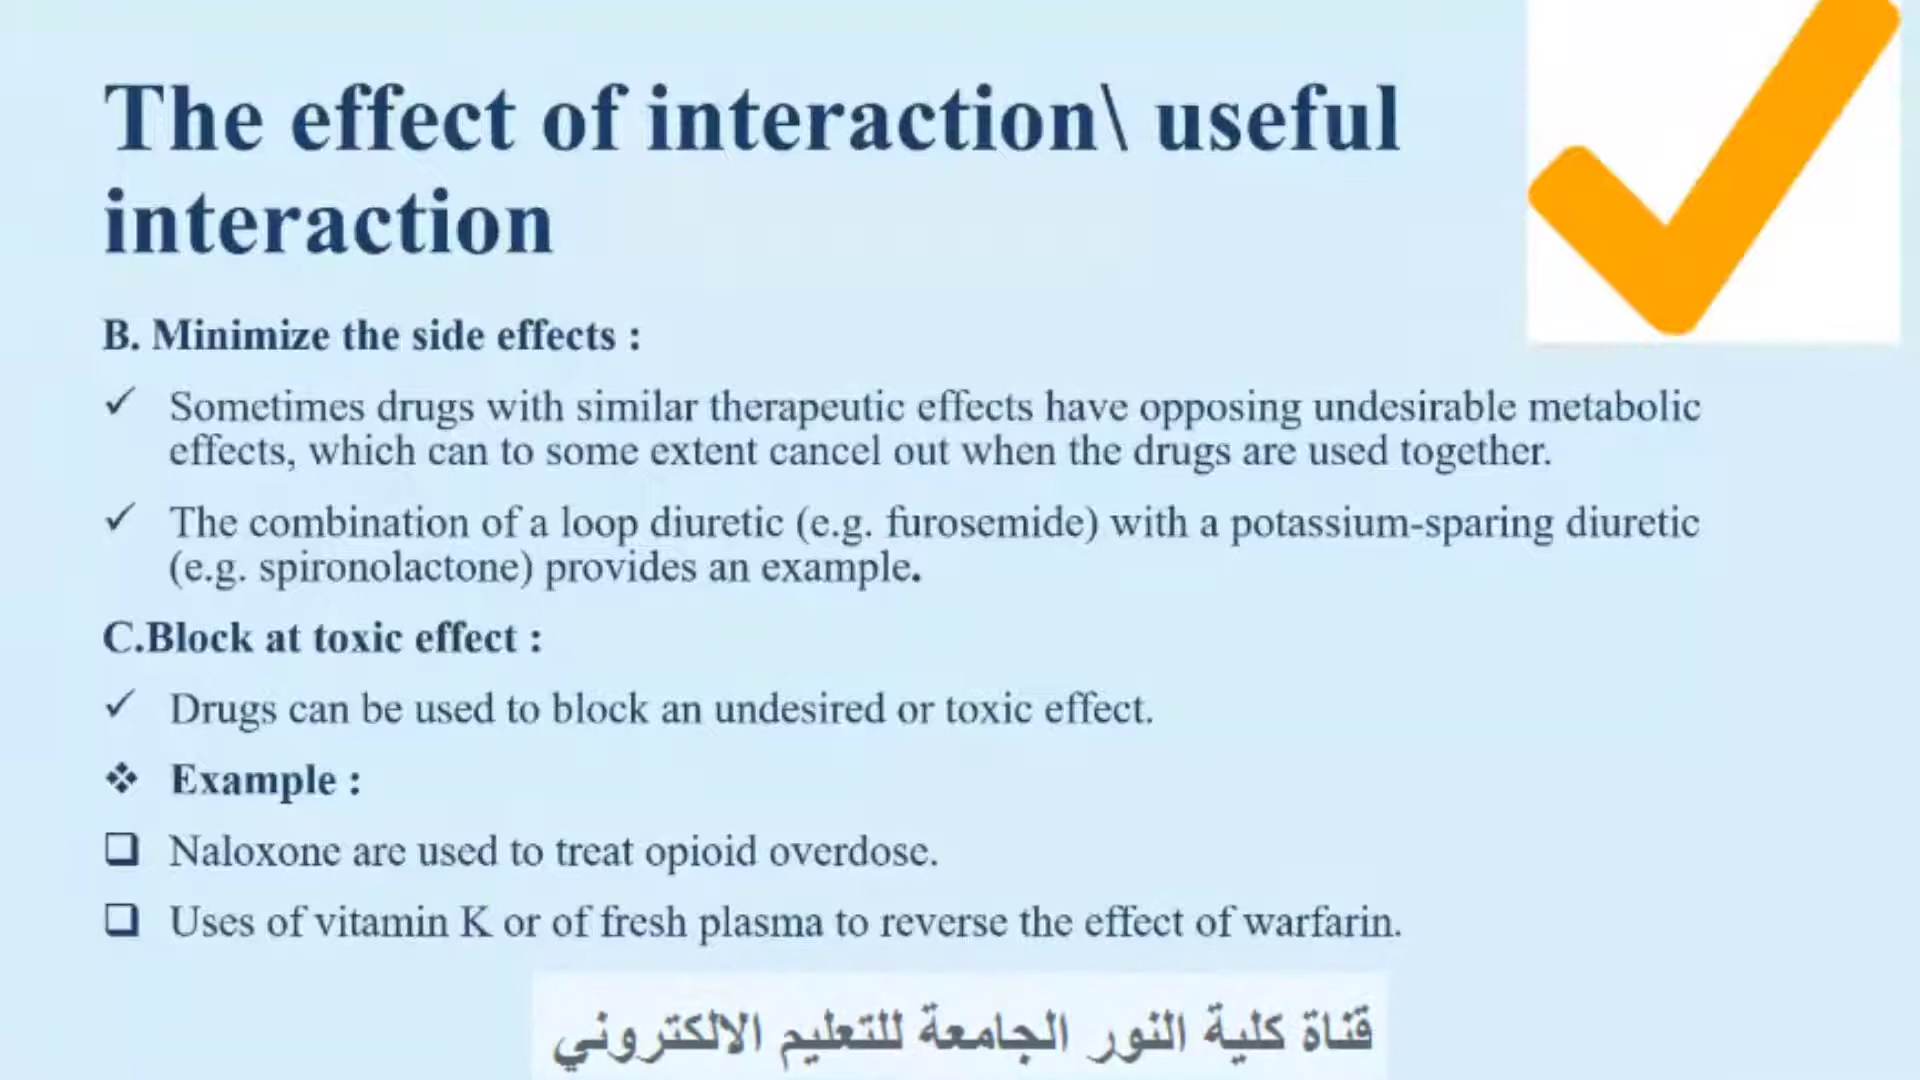 The effect of interaction\ useful
interaction
B. Minimize the side effects :
✓ Sometimes drugs with similar therapeutic effects have opposing undesirable metabolic
effects, which can to some extent cancel out when the drugs are used together.
✓ The combination of a loop diuretic (e.g. furosemide) with a potassium-sparing diuretic
(e.g. spironolactone) provides an example.
C.Block at toxic effect :
✓ Drugs can be used to block an undesired or toxic effect.
❖ Example :
❑ Naloxone are used to treat opioid overdose.
❑ Uses of vitamin K or of fresh plasma to reverse the effect of warfarin.
قناة كلية النور الجامعة للتعليم الالكتروني